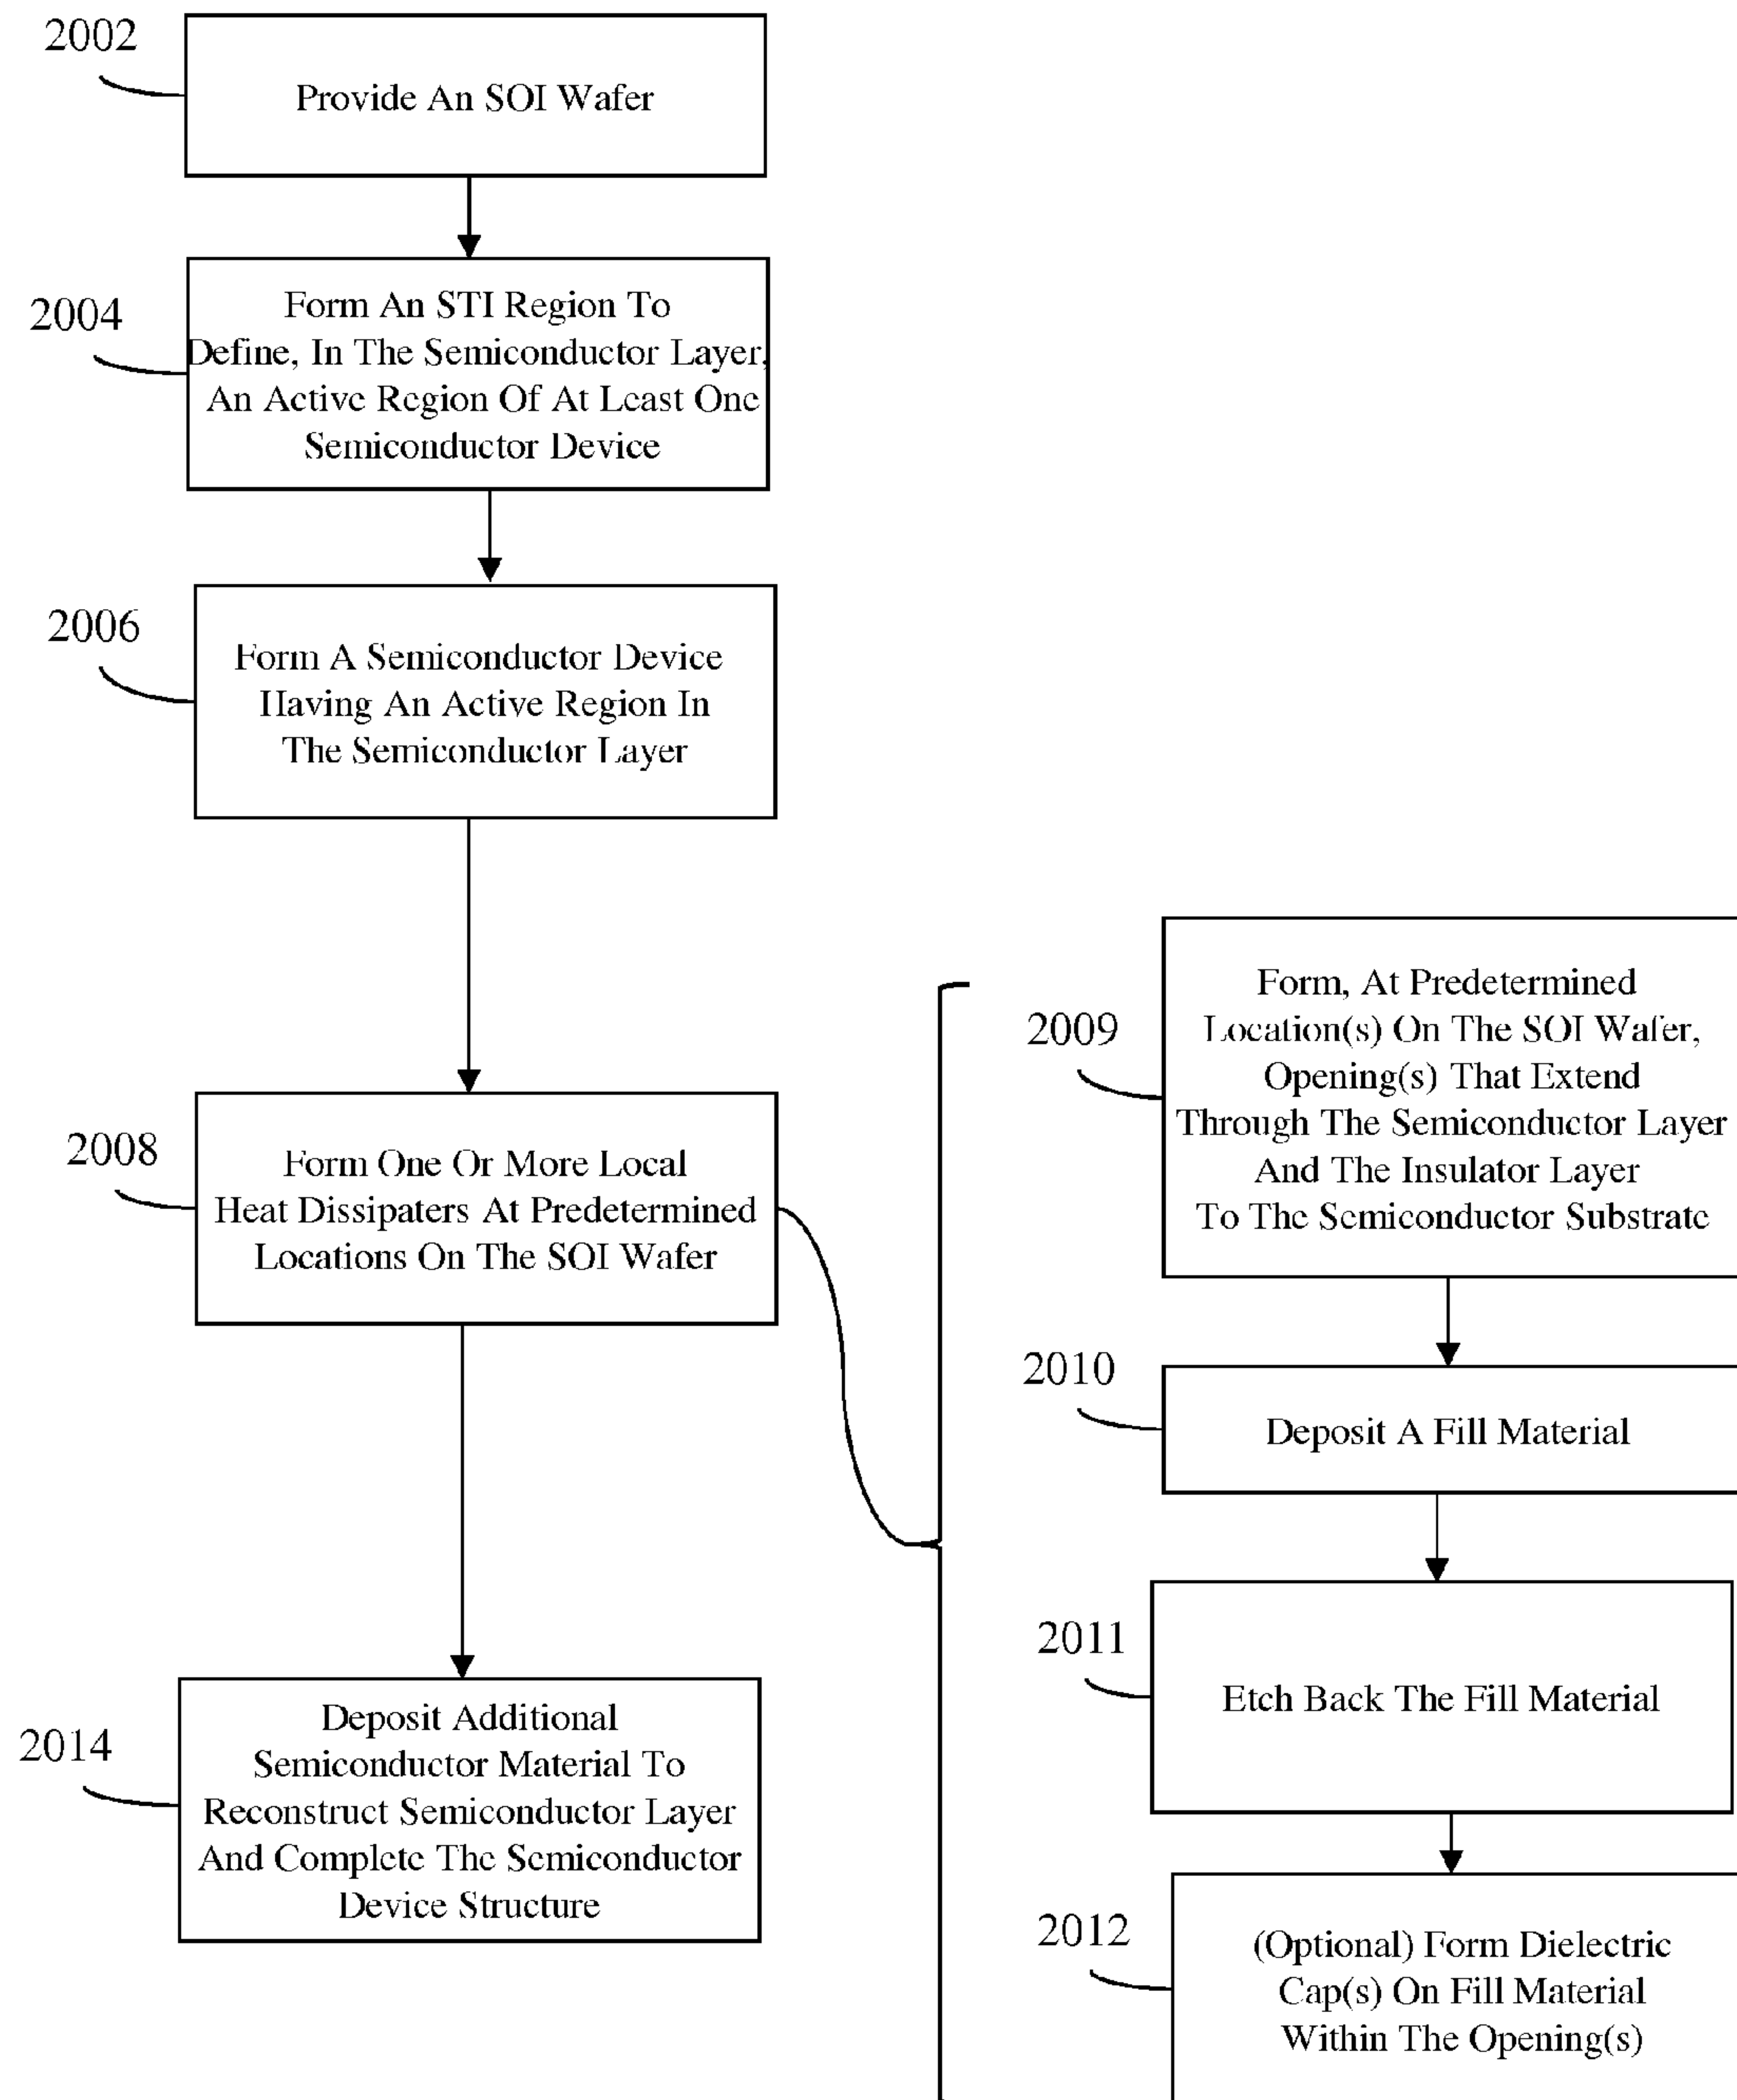 2002
Provide An SOI Wafer
2004
Form An STI Region To
Define, In The Semiconductor Layer,
An Active Region Of At Least One
Semiconductor Device
2006
Form A Semiconductor Device
Having An Active Region In
The Semiconductor Layer
2008
Form One Or More Local
Heat Dissipaters At Predetermined
Locations On The SOI Wafer
2014
Deposit Additional
Semiconductor Material To
Reconstruct Semiconductor Layer
And Complete The Semiconductor
Device Structure
2009
Form, At Predetermined
Location(s) On The SOI Wafer,
Opening(s) That Extend
Through The Semiconductor Layer
And The Insulator Layer
To The Semiconductor Substrate
2010
Deposit A Fill Material
2011
Etch Back The Fill Material
2012
(Optional) Form Dielectric
Cap(s) On Fill Material
Within The Opening(s)